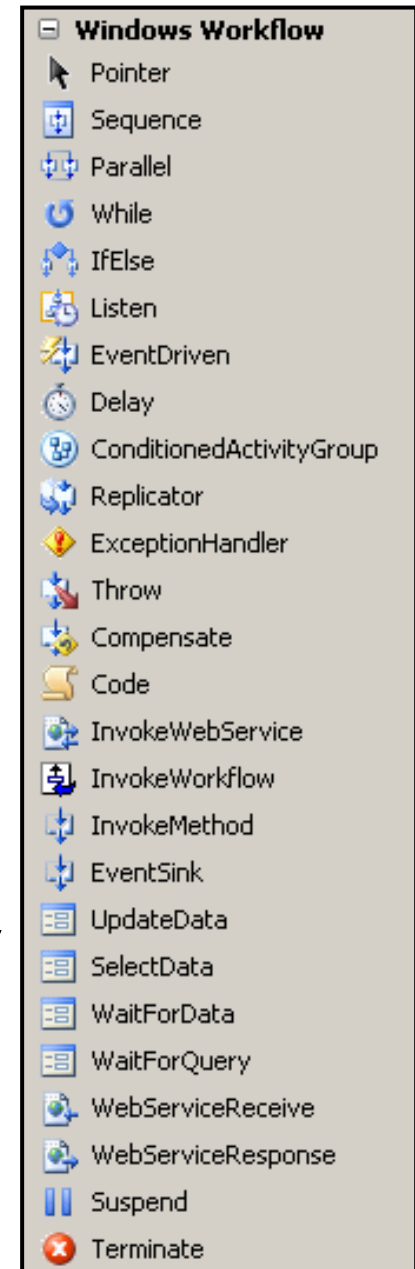 Windows Workflow
Pointer
Sequence
Parallel
While
IfElse
Listen
EventDriven
Delay
ConditionedActivityGroup
Replicator
ExceptionHandler
Throw
Compensate
Code
InvokeWebService
InvokeWorkflow
InvokeMethod
EventSink
UpdateData
SelectData
WaitForData
WaitForQuery
WebServiceReceive
WebServiceResponse
Suspend
Terminate